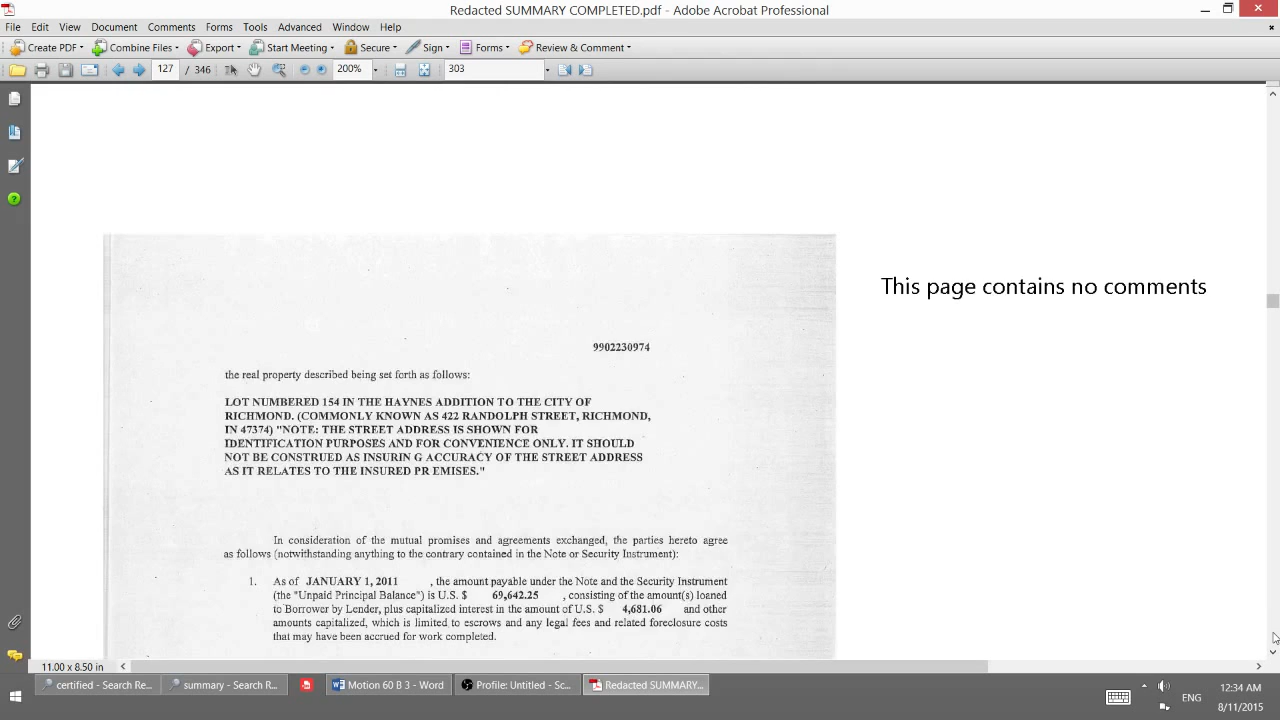 Redacted SUMMARY COMPLETED.pdf - Adobe Acrobat Professional
File Edit View Document Comments Forms Tools Advanced Window Help
Create PDF Combine Files Export Start Meeting Secure Sign Forms Review & Comment
127 / 346 200% 303
This page contains no comments
9902230974
the real property described being set forth as follows:
LOT NUMBERED 154 IN THE HAYNES ADDITION TO THE CITY OF
RICHMOND. (COMMONLY KNOWN AS 422 RANDOLPH STREET, RICHMOND,
IN 47374) "NOTE: THE STREET ADDRESS IS SHOWN FOR
IDENTIFICATION PURPOSES AND FOR CONVENIENCE ONLY. IT SHOULD
NOT BE CONSTRUED AS INSURIN G ACCURACY OF THE STREET ADDRESS
AS IT RELATES TO THE INSURED PR EMISES."
In consideration of the mutual promises and agreements exchanged, the parties hereto agree
as follows (notwithstanding anything to the contrary contained in the Note or Security Instrument):
1. As of JANUARY 1, 2011 , the amount payable under the Note and the Security Instrument
(the "Unpaid Principal Balance") is U.S. $ 69,642.25 , consisting of the amount(s) loaned
to Borrower by Lender, plus capitalized interest in the amount of U.S. $ 4,681.06 and other
amounts capitalized, which is limited to escrows and any legal fees and related foreclosure costs
that may have been accrued for work completed.
11.00 x 8.50 in
certified - Search Re... summary - Search R... Motion 60 B 3 - Word Profile: Untitled - Sc... Redacted SUMMARY...
ENG
12:34 AM
8/11/2015